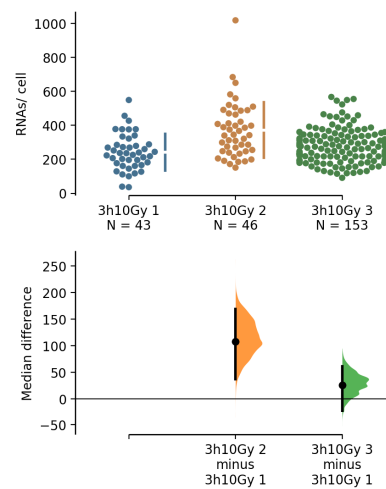 RNAs/ cell
1000
800
600
400
200
0
3h10Gy 1
N = 43
3h10Gy 2
N = 46
3h10Gy 3
N = 153
Median difference
250
200
150
100
50
0
−50
3h10Gy 2
minus
3h10Gy 1
3h10Gy 3
minus
3h10Gy 1